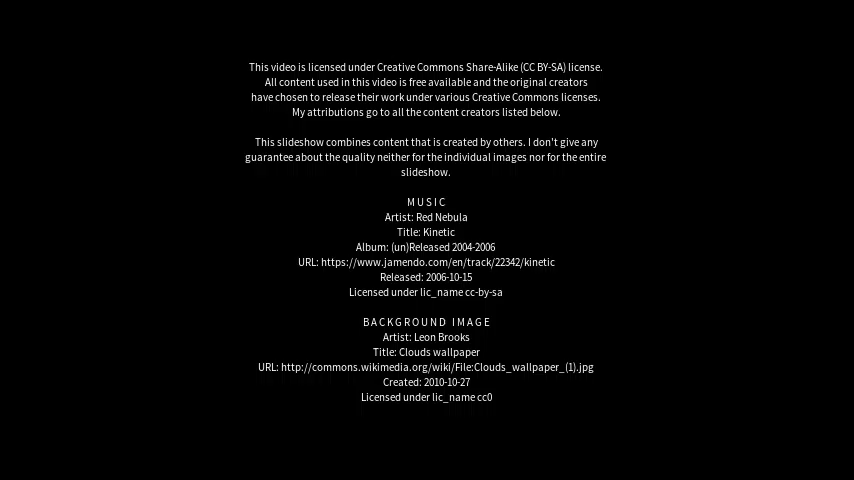 This video is licensed under Creative Commons Share-Alike (CC BY-SA) license.
All content used in this video is free available and the original creators
have chosen to release their work under various Creative Commons licenses.
My attributions go to all the content creators listed below.
This slideshow combines content that is created by others. I don't give any
guarantee about the quality neither for the individual images nor for the entire
slideshow.
MUSIC
Artist: Red Nebula
Title: Kinetic
Album: (un)Released 2004-2006
URL: https://www.jamendo.com/en/track/22342/kinetic
Released: 2006-10-15
Licensed under lic_name cc-by-sa
BACKGROUND IMAGE
Artist: Leon Brooks
Title: Clouds wallpaper
URL: http://commons.wikimedia.org/wiki/File:Clouds_wallpaper_(1).jpg
Created: 2010-10-27
Licensed under lic_name cc0